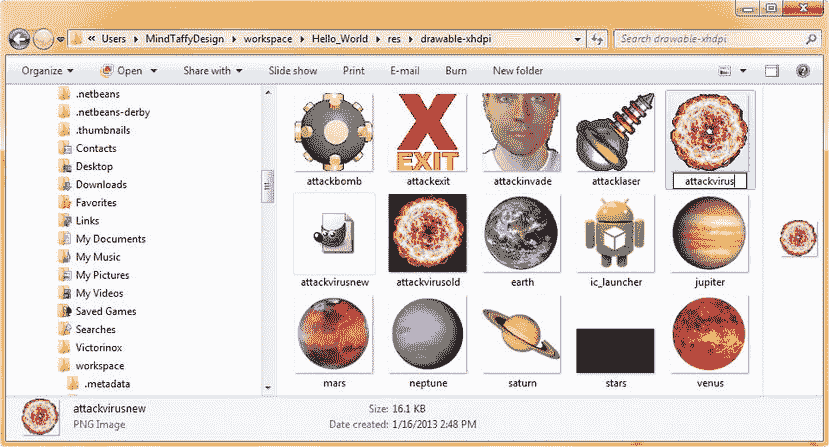 « Users ▸ MindTaffyDesign ▸ workspace ▸ Hello_World ▸ res ▸ drawable-xhdpi
Search drawable-xhdpi
Organize Open Share with Slide show Print E-mail Burn New folder
.netbeans
.netbeans-derby
.thumbnails
Contacts
Desktop
Downloads
Favorites
Links
My Documents
My Music
My Pictures
My Videos
Saved Games
Searches
Victorinox
workspace
.metadata
X
EXIT
attackbomb attackexit attackinvade attacklaser attackvirus
attackvirusnew attackvirusold earth ic_launcher jupiter
mars neptune saturn stars venus
attackvirusnew Size: 16.1 KB
PNG Image Date created: 1/16/2013 2:48 PM